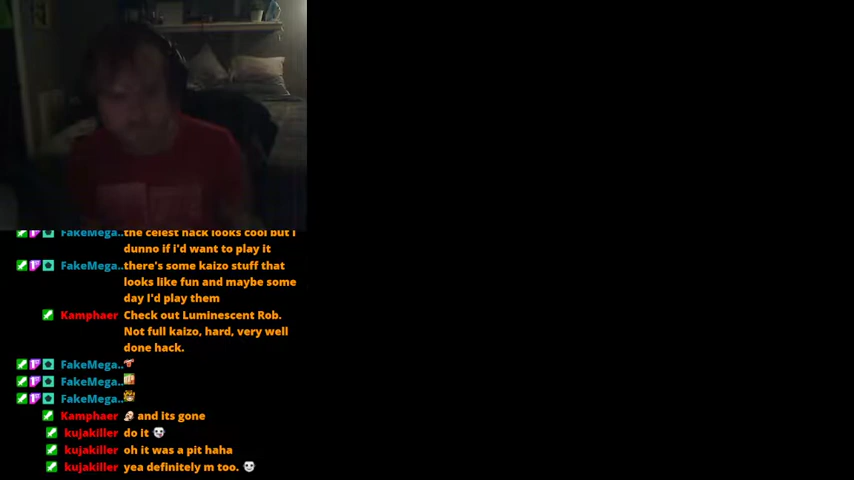 FakeMega..the celest hack looks cool but i
dunno if i'd want to play it
FakeMega..there's some kaizo stuff that
looks like fun and maybe some
day I'd play them
Kamphaer Check out Luminescent Rob.
Not full kaizo, hard, very well
done hack.
FakeMega..
FakeMega..
FakeMega..
Kamphaer and its gone
kujakiller do it
kujakiller oh it was a pit haha
kujakiller yea definitely m too.